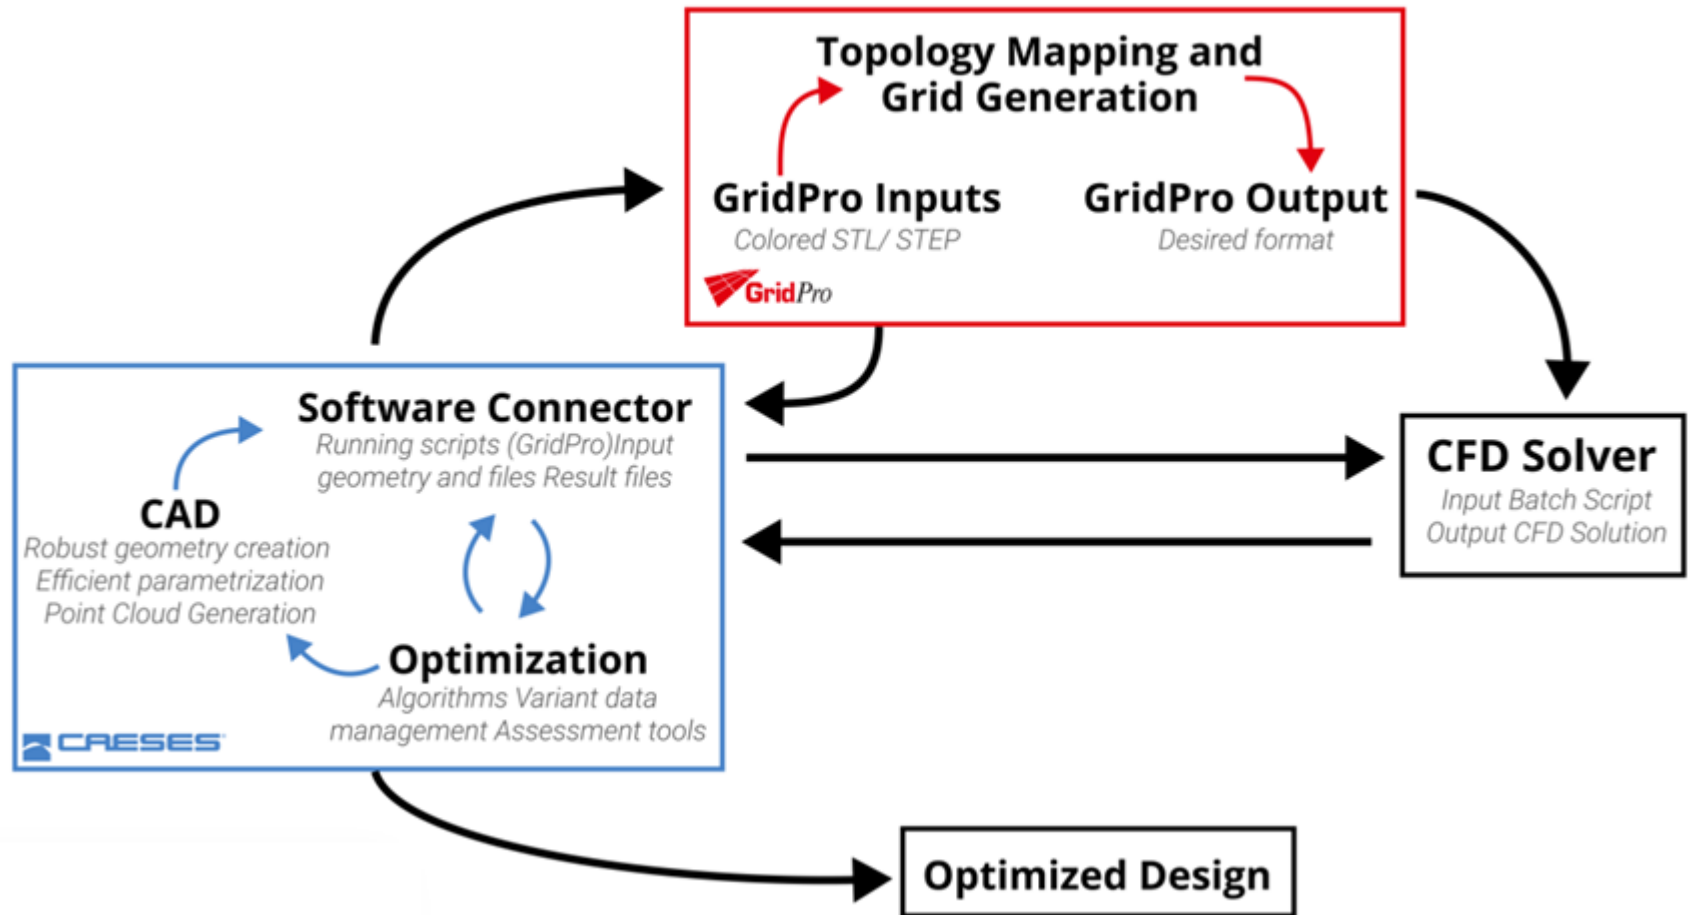 Topology Mapping and
Grid Generation
GridPro Inputs
Colored STL/ STEP
GridPro Output
Desired format
GridPro
Software Connector
Running scripts (GridPro)Input
geometry and files Result files
CAD
Robust geometry creation
Efficient parametrization
Point Cloud Generation
Optimization
Algorithms Variant data
management Assessment tools
CAESES
CFD Solver
Input Batch Script
Output CFD Solution
Optimized Design